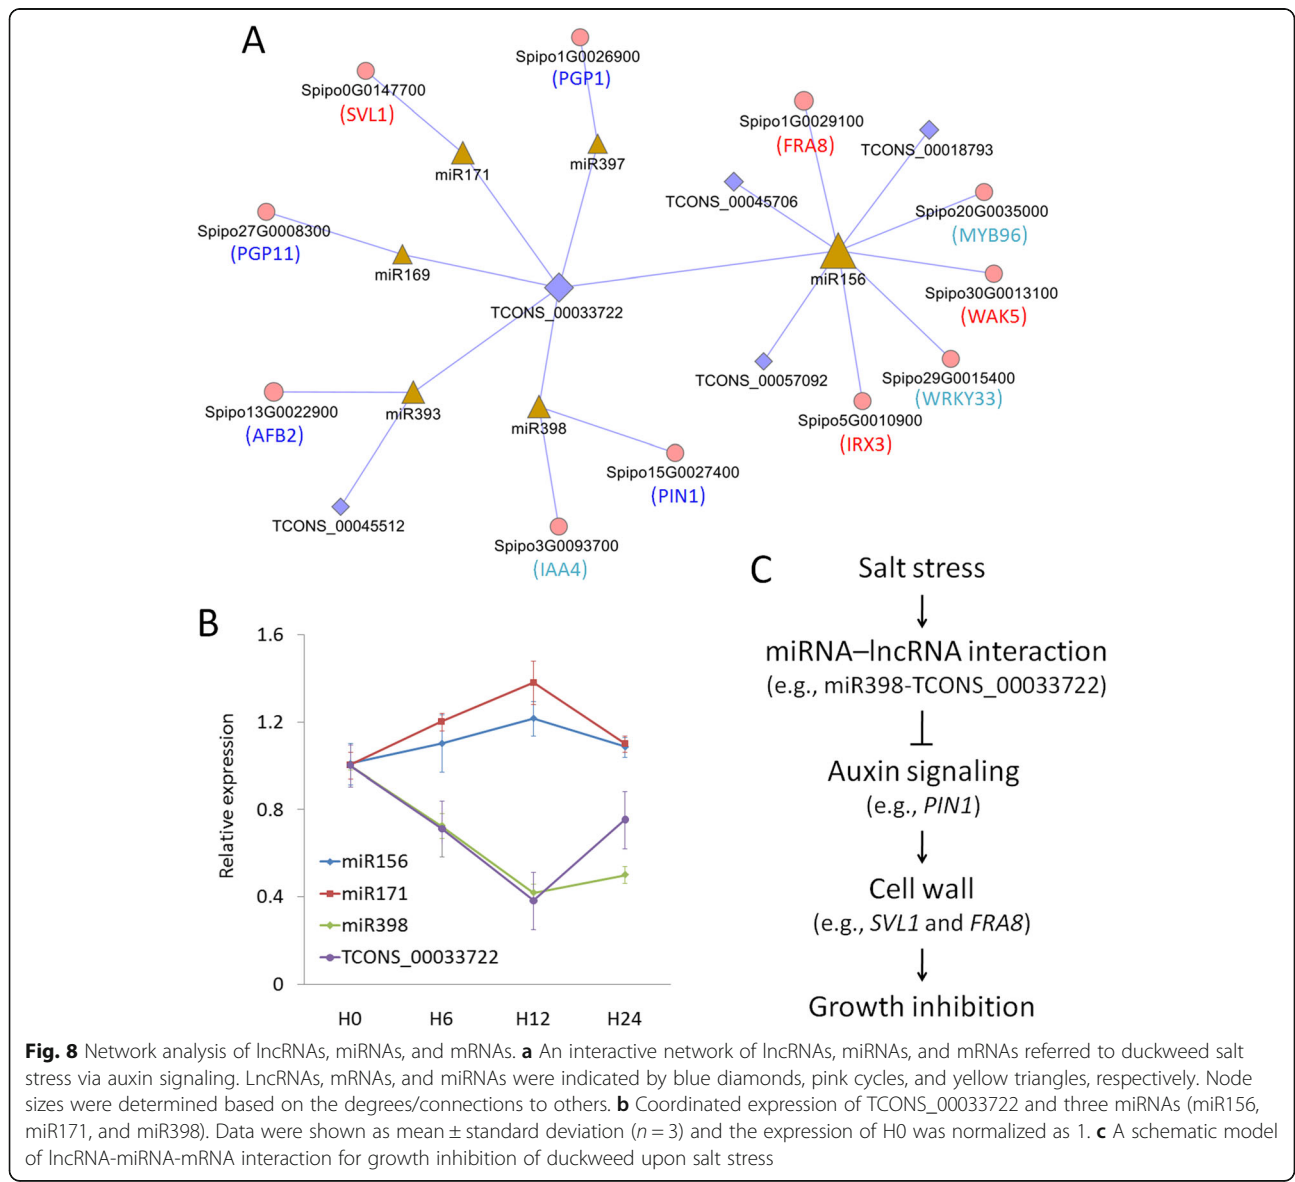 A
Spipo1G0026900
(PGP1)
Spipo0G0147700
(SVL1)
miR171
miR397
Spipo1G0029100
(FRA8)
TCONS_00018793
TCONS_00045706
Spipo20G0035000
(MYB96)
Spipo27G0008300
(PGP11)
miR169
miR156
Spipo30G0013100
(WAK5)
TCONS_00033722
TCONS_00057092
Spipo29G0015400
(WRKY33)
Spipo13G0022900
(AFB2)
miR393
miR398
Spipo5G0010900
(IRX3)
Spipo15G0027400
(PIN1)
TCONS_00045512
Spipo3G0093700
(IAA4)
B
1.6
1.2
0.8
0.4
0
Relative expression
miR156
miR171
miR398
TCONS_00033722
H0 H6 H12 H24
C
Salt stress
miRNA–lncRNA interaction
(e.g., miR398-TCONS_00033722)
Auxin signaling
(e.g., PIN1)
Cell wall
(e.g., SVL1 and FRA8)
Growth inhibition
Fig. 8 Network analysis of lncRNAs, miRNAs, and mRNAs. a An interactive network of lncRNAs, miRNAs, and mRNAs referred to duckweed salt
stress via auxin signaling. LncRNAs, mRNAs, and miRNAs were indicated by blue diamonds, pink cycles, and yellow triangles, respectively. Node
sizes were determined based on the degrees/connections to others. b Coordinated expression of TCONS_00033722 and three miRNAs (miR156,
miR171, and miR398). Data were shown as mean ± standard deviation (n = 3) and the expression of H0 was normalized as 1. c A schematic model
of lncRNA-miRNA-mRNA interaction for growth inhibition of duckweed upon salt stress